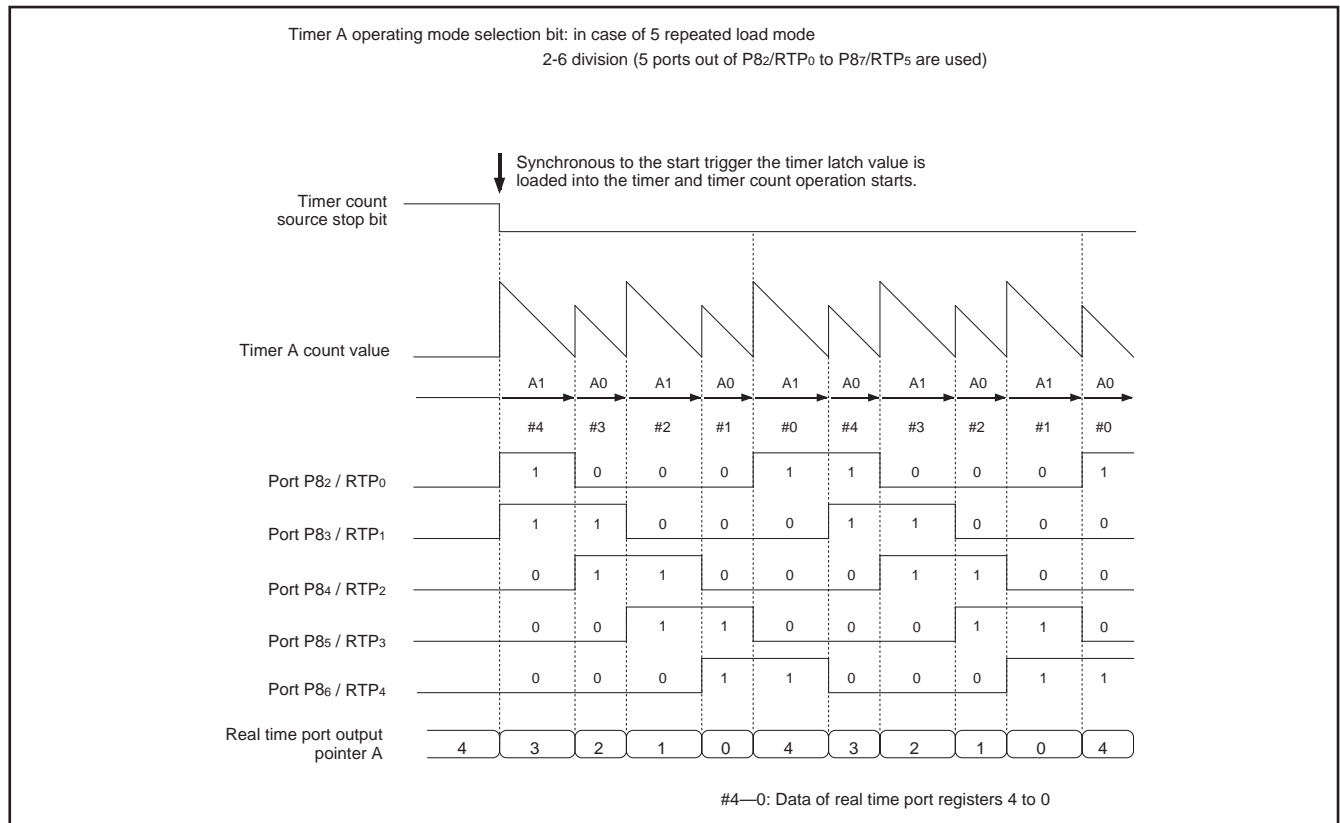 Timer A operating mode selection bit: in case of 5 repeated load mode
2-6 division (5 ports out of P82/RTP0 to P87/RTP5 are used)
Synchronous to the start trigger the timer latch value is
loaded into the timer and timer count operation starts.
Timer count
source stop bit
Timer A count value
A1 A0 A1 A0 A1 A0 A1 A0 A1 A0
#4 #3 #2 #1 #0 #4 #3 #2 #1 #0
Port P82 / RTP0 1 0 0 0 1 1 0 0 0 1
Port P83 / RTP1 1 1 0 0 0 1 1 0 0 0
Port P84 / RTP2 0 1 1 0 0 0 1 1 0 0
Port P85 / RTP3 0 0 1 1 0 0 0 1 1 0
Port P86 / RTP4 0 0 0 1 1 0 0 0 1 1
Real time port output
pointer A 4 3 2 1 0 4 3 2 1 0 4
#4—0: Data of real time port registers 4 to 0